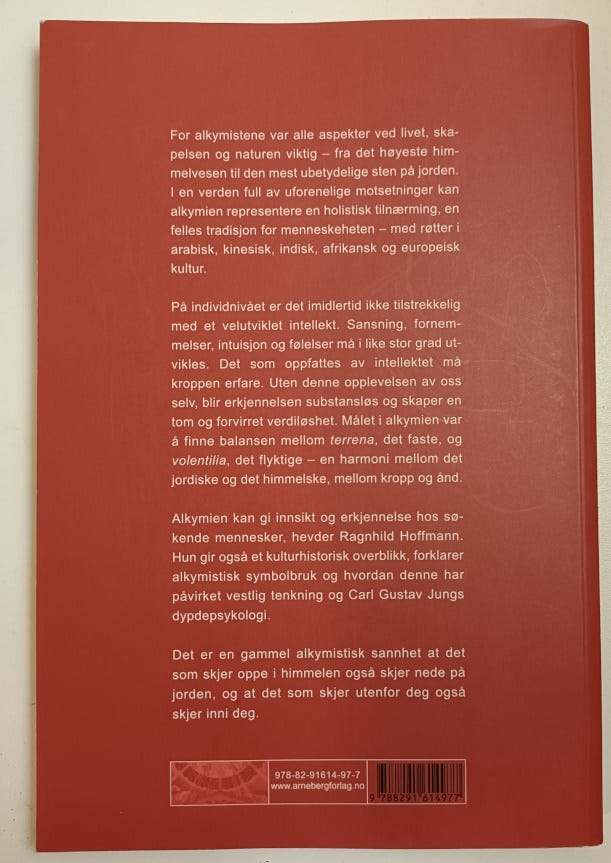 For alkymistene var alle aspekter ved livet, ska-
pelsen og naturen viktig – fra det høyeste him-
melvesen til den mest ubetydelige sten på jorden.
I en verden full av uforenelige motsetninger kan
alkymien representere en holistisk tilnærming, en
felles tradisjon for menneskeheten – med røtter i
arabisk, kinesisk, indisk, afrikansk og europeisk
kultur.
På individnivået er det imidlertid ikke tilstrekkelig
med et velutviklet intellekt. Sansning, fornem-
melser, intuisjon og følelser må i like stor grad ut-
vikles. Det som oppfattes av intellektet må
kroppen erfare. Uten denne opplevelsen av oss
selv, blir erkjennelsen substansløs og skaper en
tom og forvirret verdiløshet. Målet i alkymien var
å finne balansen mellom terrena, det faste, og
volentilia, det flyktige – en harmoni mellom det
jordiske og det himmelske, mellom kropp og ånd.
Alkymien kan gi innsikt og erkjennelse hos sø-
kende mennesker, hevder Ragnhild Hoffmann.
Hun gir også et kulturhistorisk overblikk, forklarer
alkymistisk symbolbruk og hvordan denne har
påvirket vestlig tenkning og Carl Gustav Jungs
dypdepsykologi.
Det er en gammel alkymistisk sannhet at det
som skjer oppe i himmelen også skjer nede på
jorden, og at det som skjer utenfor deg også
skjer inni deg.
978-82-91614-97-7
www.arnebergforlag.no
9 788291 614977